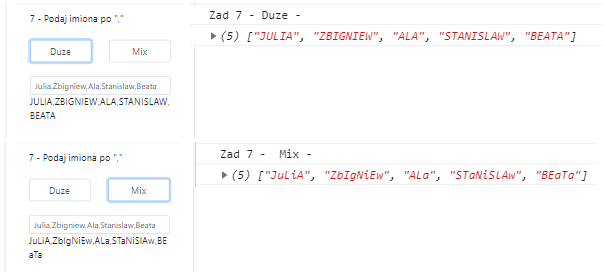 7 - Podaj imiona po ","
Duze Mix
Julia,Zbigniew,Ala,Stanislaw,Beata
JULIA,ZBIGNIEW,ALA,STANISLAW,
BEATA
Zad 7 - Duze -
(5) ["JULIA", "ZBIGNIEW", "ALA", "STANISLAW", "BEATA"]
7 - Podaj imiona po ","
Duze Mix
Julia,Zbigniew,Ala,Stanislaw,Beata
JuLiA,ZbIgNiEw,ALa,STaNiSlAw,BE
aTa
Zad 7 - Mix -
(5) ["JuLiA", "ZbIgNiEw", "ALa", "STaNiSlAw", "BEaTa"]